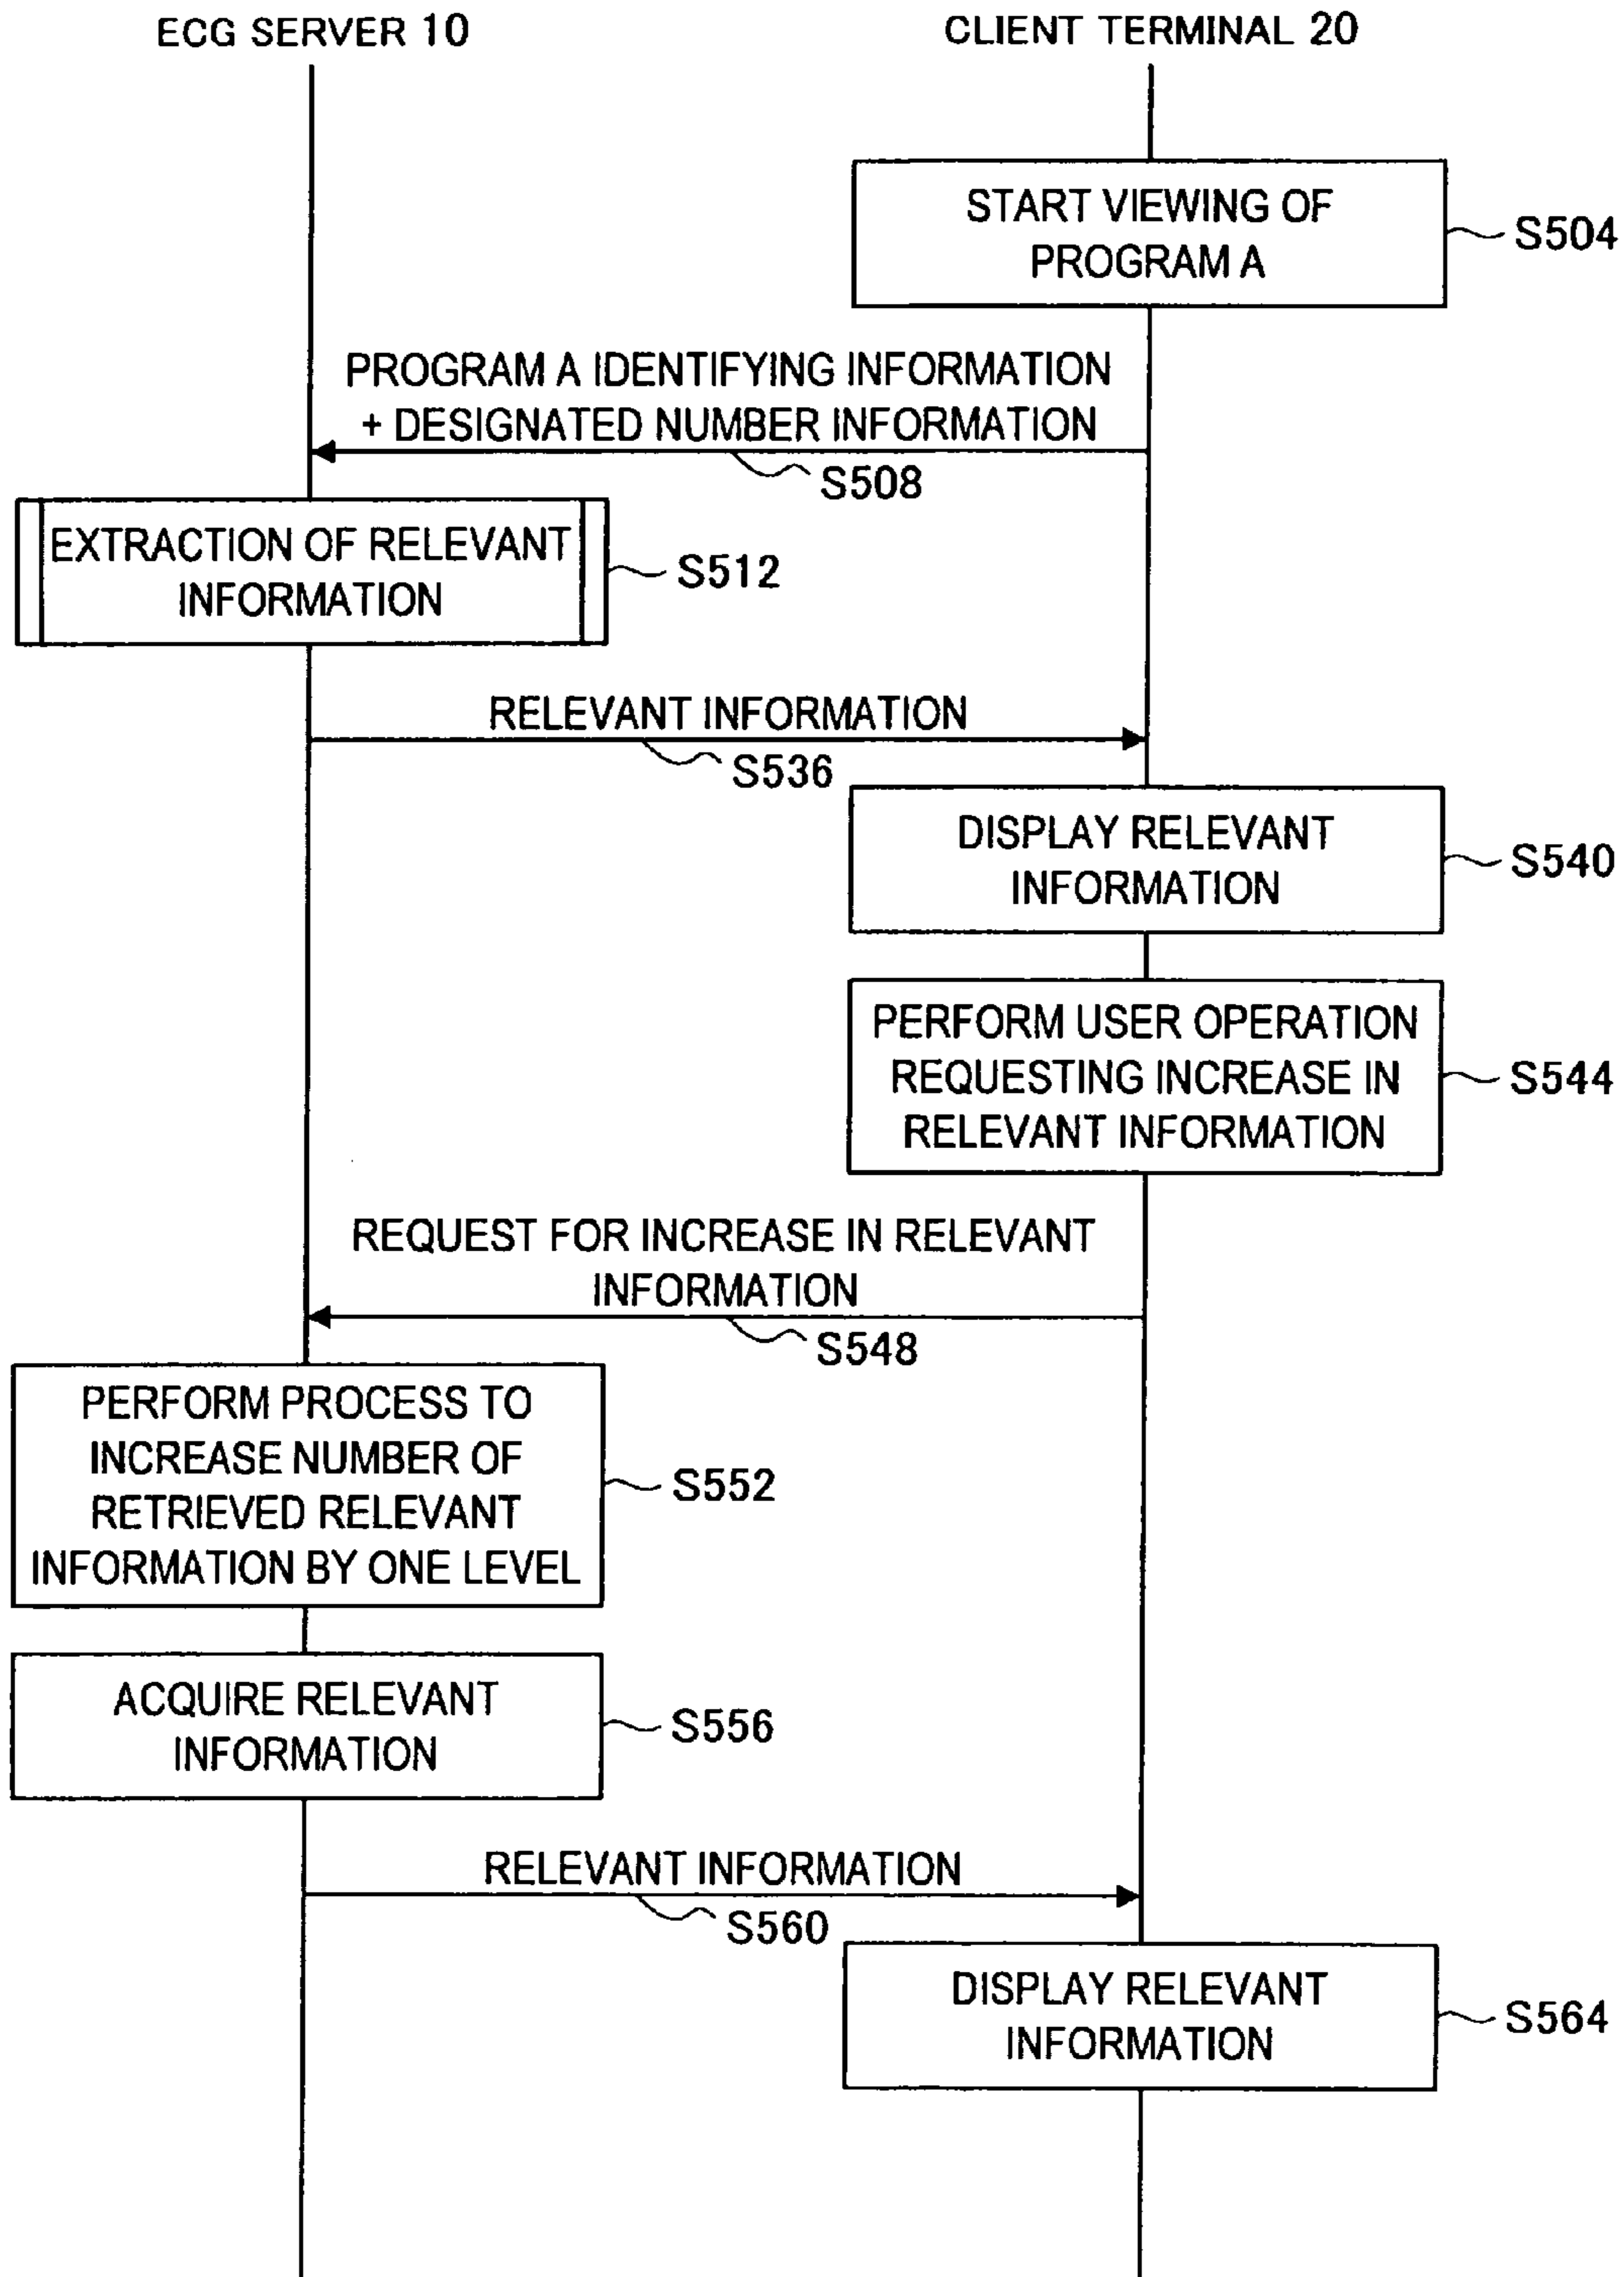 ECG SERVER 10
CLIENT TERMINAL 20
START VIEWING OF
PROGRAM A
S504
PROGRAM A IDENTIFYING INFORMATION
+ DESIGNATED NUMBER INFORMATION
S508
EXTRACTION OF RELEVANT
INFORMATION
S512
RELEVANT INFORMATION
S536
DISPLAY RELEVANT
INFORMATION
S540
PERFORM USER OPERATION
REQUESTING INCREASE IN
RELEVANT INFORMATION
S544
REQUEST FOR INCREASE IN RELEVANT
INFORMATION
S548
PERFORM PROCESS TO
INCREASE NUMBER OF
RETRIEVED RELEVANT
INFORMATION BY ONE LEVEL
S552
ACQUIRE RELEVANT
INFORMATION
S556
RELEVANT INFORMATION
S560
DISPLAY RELEVANT
INFORMATION
S564